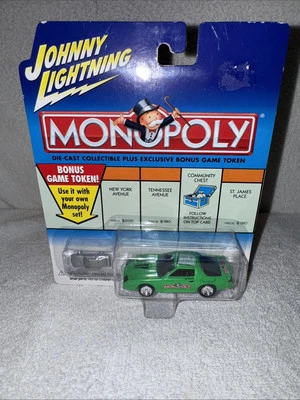 JOHNNY
LIGHTNING
MONOPOLY
DIE-CAST COLLECTIBLE PLUS EXCLUSIVE BONUS GAME TOKEN
BONUS
GAME TOKEN!
Use it with
your own
Monopoly
set!
NEW YORK
AVENUE
TENNESSEE
AVENUE
COMMUNITY
CHEST
FOLLOW
INSTRUCTIONS
ON TOP CARD
ST. JAMES
PLACE
MONOPOLY